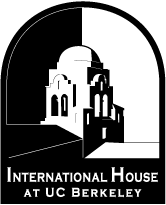 INTERNATIONAL HOUSE
AT UC BERKELEY